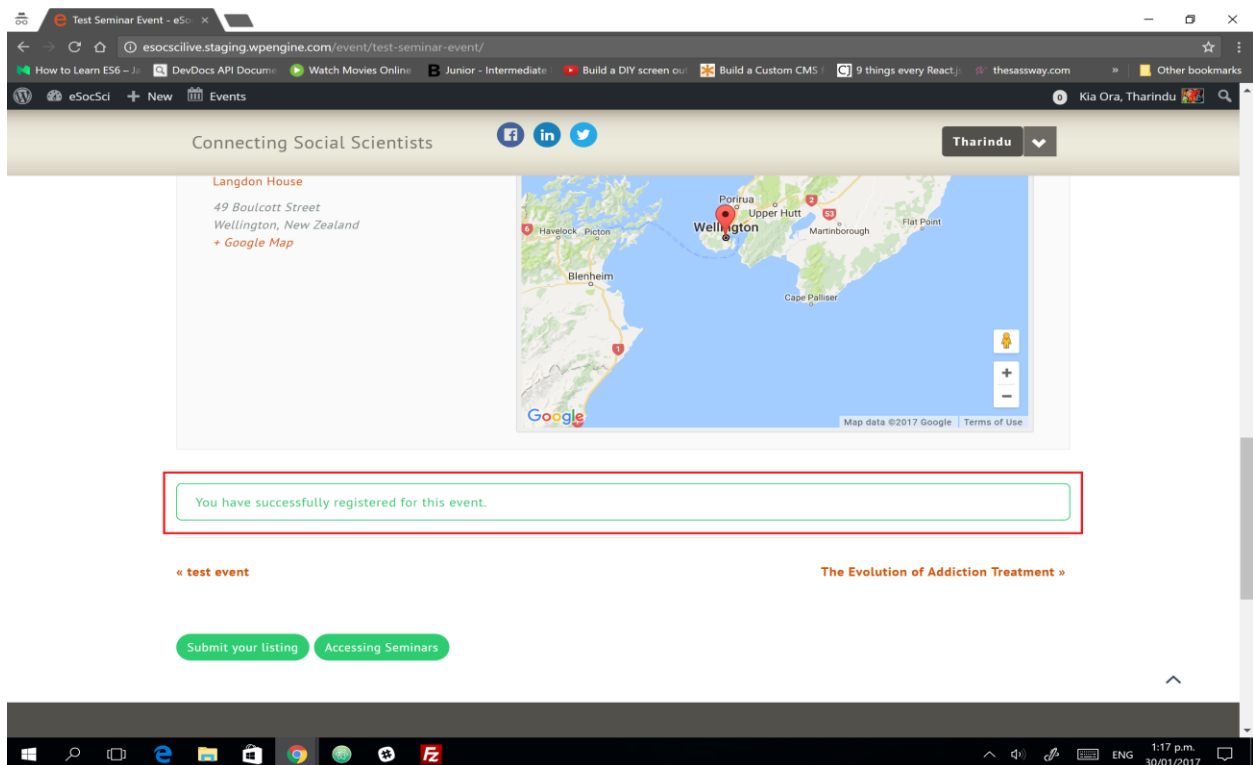 Test Seminar Event - eSo
esocscilive.staging.wpengine.com/event/test-seminar-event/
How to Learn ES6 – Ja
DevDocs API Docume
Watch Movies Online
Junior - Intermediate
Build a DIY screen out
Build a Custom CMS
9 things every React.js
thesassway.com
»
Other bookmarks
eSocSci + New Events
0 Kia Ora, Tharindu
Connecting Social Scientists
Tharindu
Langdon House
49 Boulcott Street
Wellington, New Zealand
+ Google Map
Porirua
2
Upper Hutt
53
Wellington
Flat Point
Martinborough
6
Havelock
Picton
Blenheim
Cape Palliser
1
+
−
Google
Map data ©2017 Google
Terms of Use
You have successfully registered for this event.
« test event
The Evolution of Addiction Treatment »
Submit your listing
Accessing Seminars
ENG
1:17 p.m.
30/01/2017